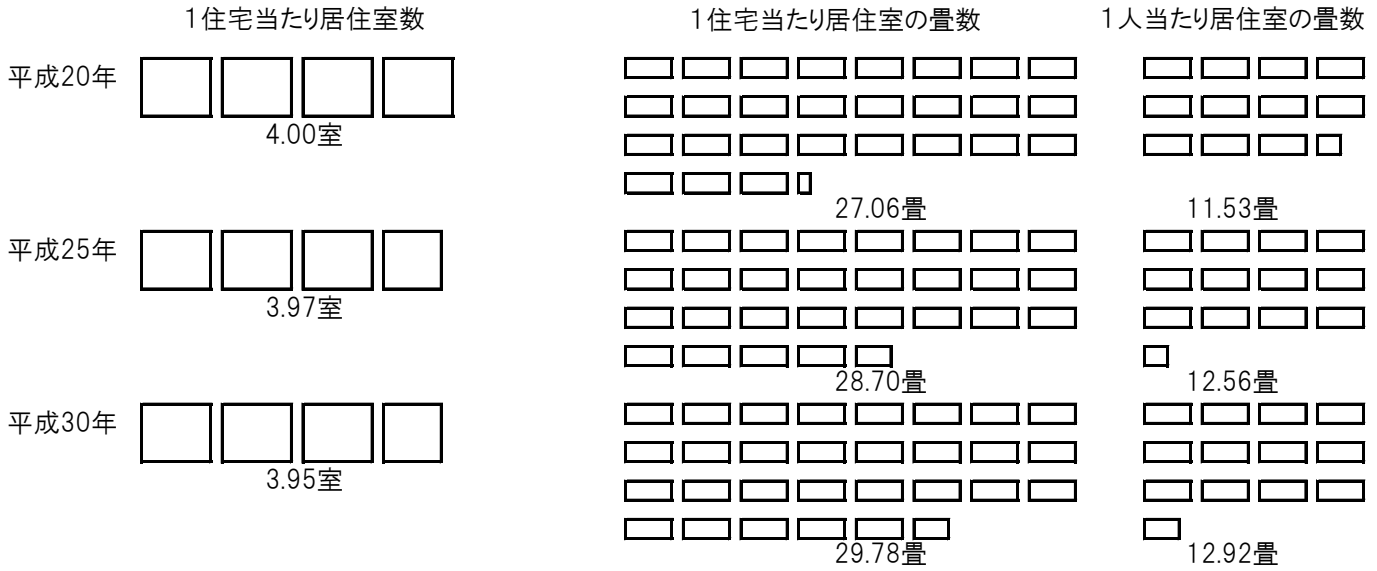 1住宅当たり居住室数
1住宅当たり居住室の畳数
1人当たり居住室の畳数
平成20年
4.00室
27.06畳
11.53畳
平成25年
3.97室
28.70畳
12.56畳
平成30年
3.95室
29.78畳
12.92畳